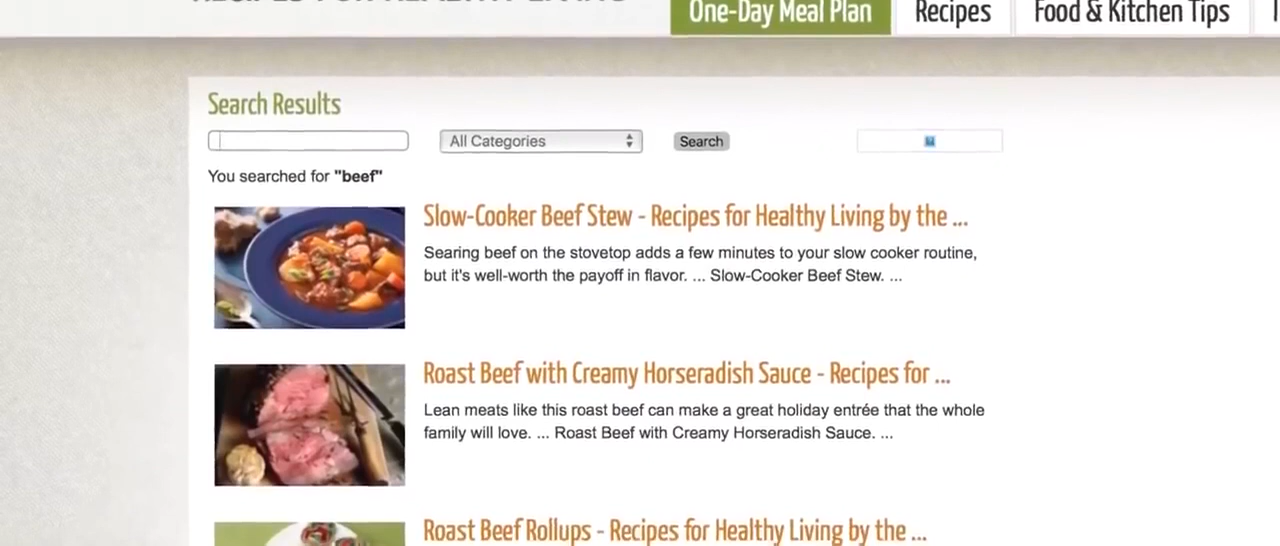 RECIPES FOR HEALTHY LIVING
One-Day Meal Plan
Recipes
Food & Kitchen Tips
Search Results
All Categories
Search
You searched for "beef"
Slow-Cooker Beef Stew - Recipes for Healthy Living by the ...
Searing beef on the stovetop adds a few minutes to your slow cooker routine,
but it's well-worth the payoff in flavor. ... Slow-Cooker Beef Stew. ...
Roast Beef with Creamy Horseradish Sauce - Recipes for ...
Lean meats like this roast beef can make a great holiday entrée that the whole
family will love. ... Roast Beef with Creamy Horseradish Sauce. ...
Roast Beef Rollups - Recipes for Healthy Living by the ...